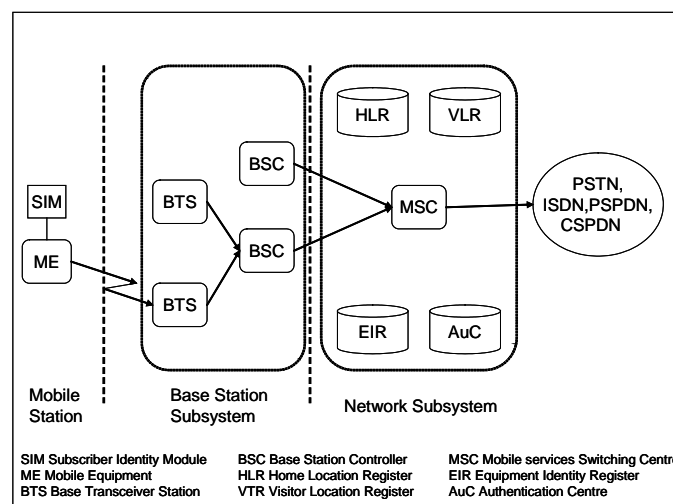 HLR
VLR
BSC
SIM
BTS
MSC
PSTN,
ISDN,PSPDN,
CSPDN
ME
BSC
BTS
EIR
AuC
Mobile
Station
Base Station
Subsystem
Network Subsystem
SIM Subscriber Identity Module
ME Mobile Equipment
BTS Base Transceiver Station
BSC Base Station Controller
HLR Home Location Register
VTR Visitor Location Register
MSC Mobile services Switching Centre
EIR Equipment Identity Register
AuC Authentication Centre